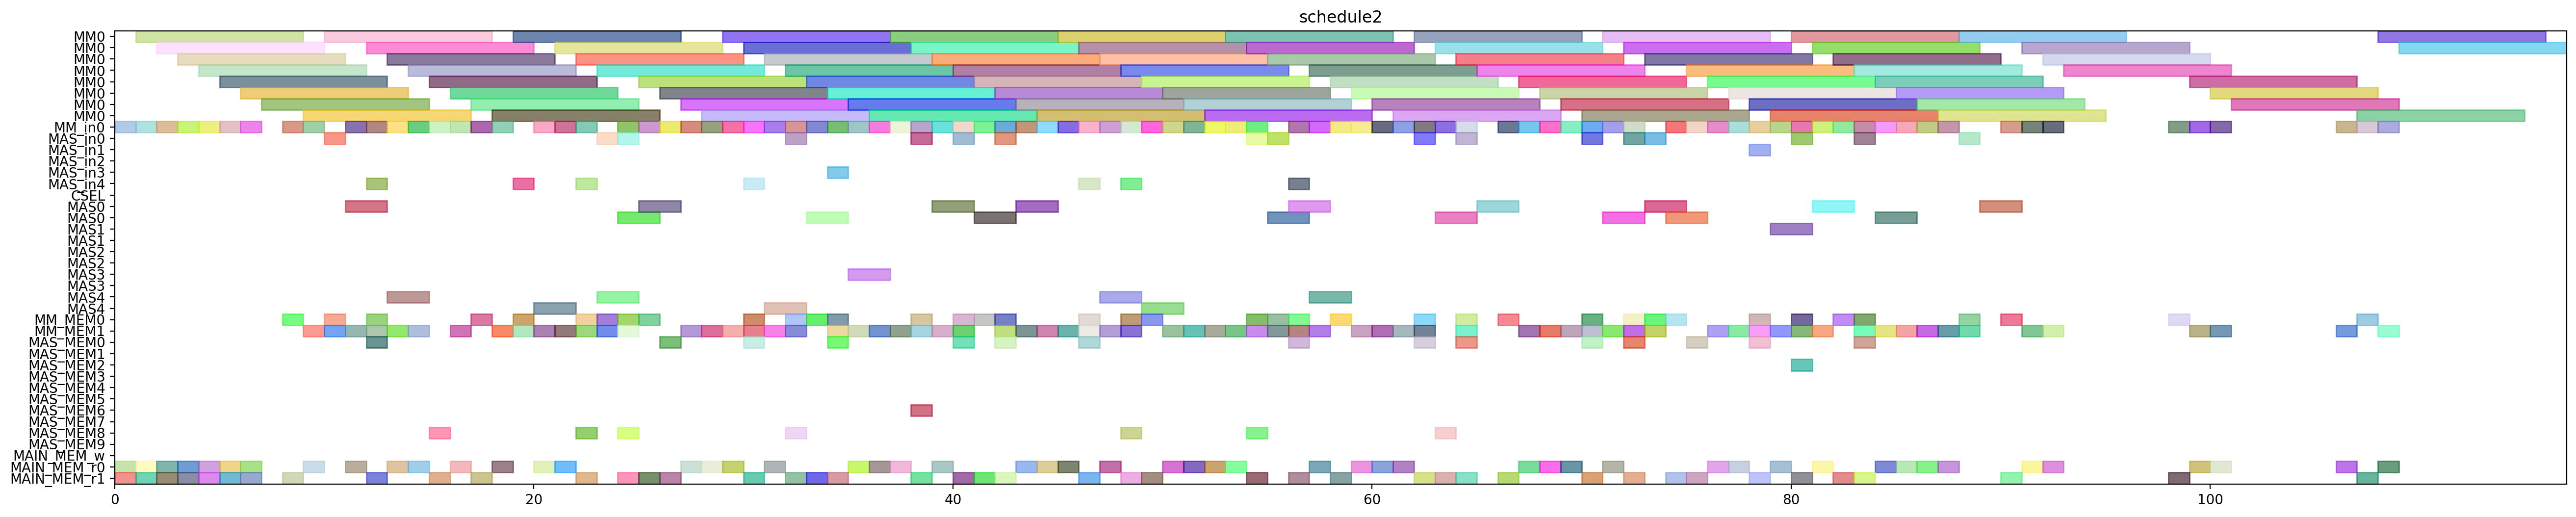 schedule2
MM0
MM0
MM0
MM0
MM0
MM0
MM0
MM0
MM_in0
MAS_in0
MAS_in1
MAS_in2
MAS_in3
MAS_in4
CSEL
MAS0
MAS0
MAS1
MAS1
MAS2
MAS2
MAS3
MAS3
MAS4
MAS4
MM_MEM0
MM_MEM1
MAS_MEM0
MAS_MEM1
MAS_MEM2
MAS_MEM3
MAS_MEM4
MAS_MEM5
MAS_MEM6
MAS_MEM7
MAS_MEM8
MAS_MEM9
MAIN_MEM_w
MAIN_MEM_r0
MAIN_MEM_r1
0 20 40 60 80 100